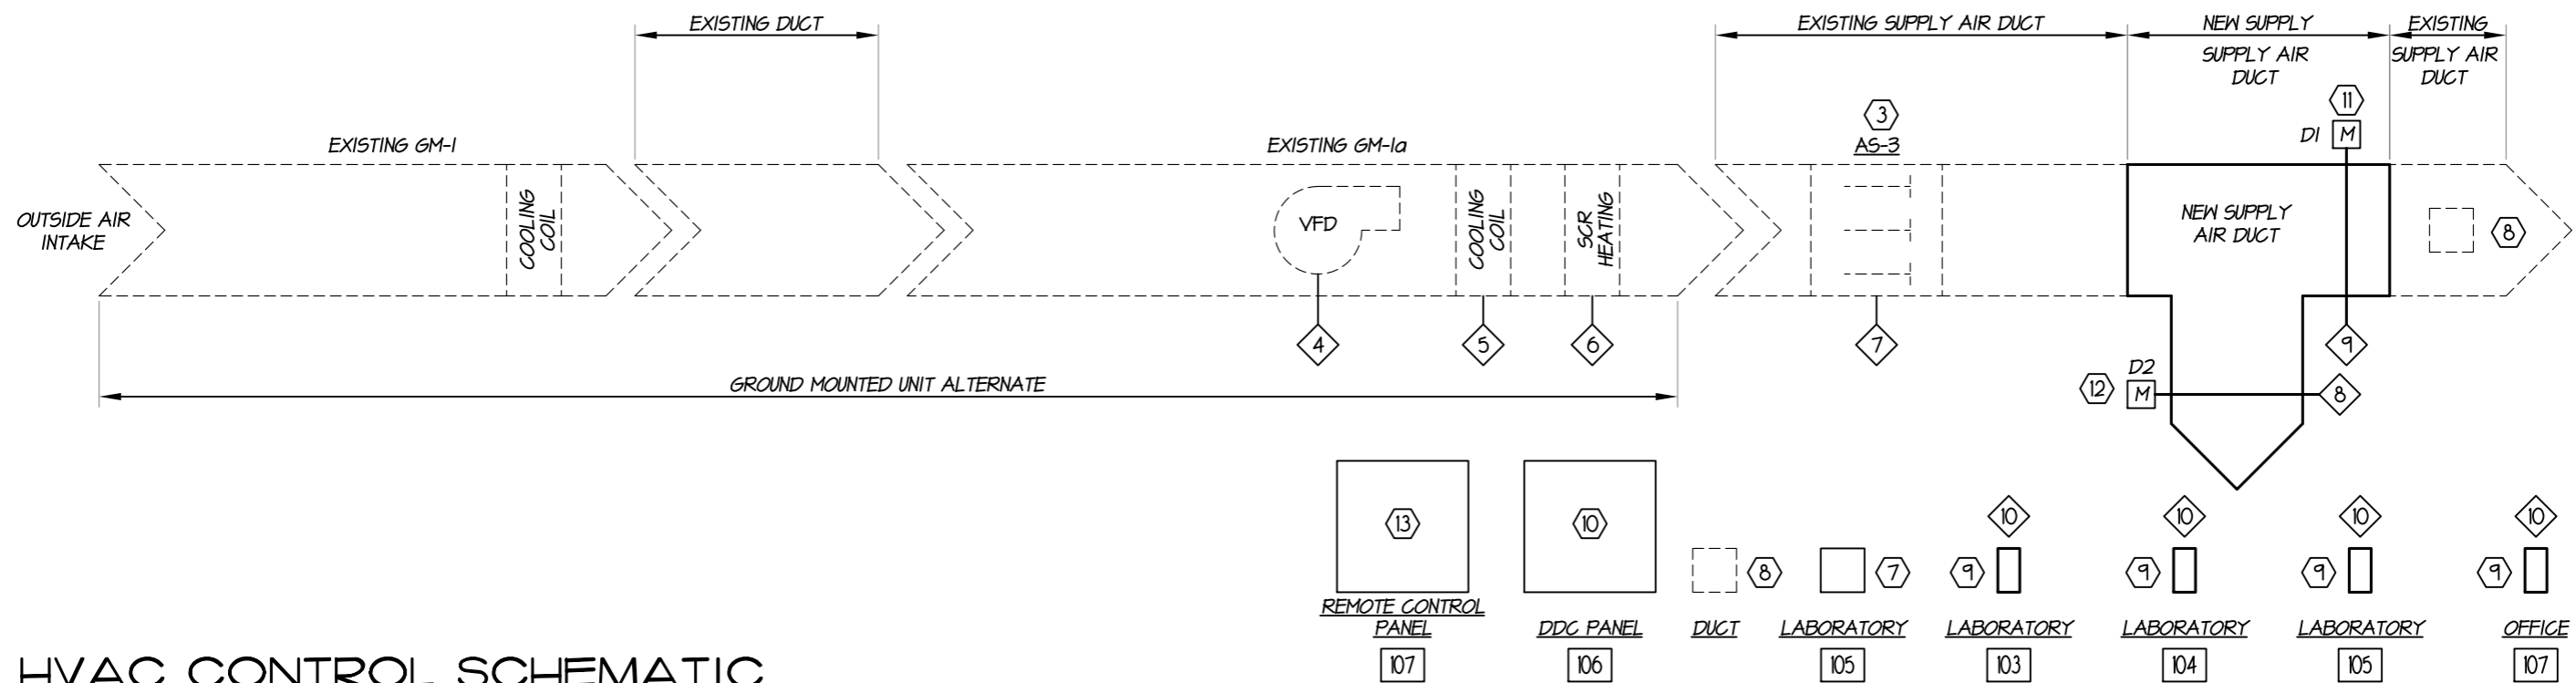 EXISTING DUCT
EXISTING SUPPLY AIR DUCT
NEW SUPPLY
EXISTING
SUPPLY AIR
DUCT
SUPPLY AIR
DUCT
11
3
D1 M
EXISTING GM-1
EXISTING GM-1a
AS-3
OUTSIDE AIR
INTAKE
COOLING
COIL
VFD
COOLING
COIL
SCR
HEATING
NEW SUPPLY
AIR DUCT
8
4
5
6
7
9
D2
12 M
8
GROUND MOUNTED UNIT ALTERNATE
13
10
10
10
10
10
8
7
9
9
9
9
REMOTE CONTROL
PANEL
DDC PANEL
DUCT
LABORATORY
LABORATORY
LABORATORY
LABORATORY
OFFICE
107
106
105
103
104
105
107
HVAC CONTROL SCHEMATIC